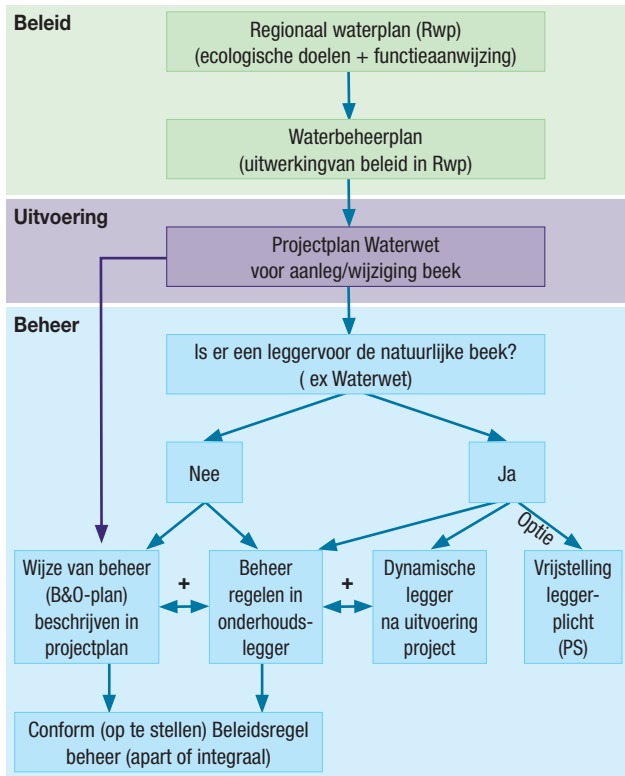 Beleid
Regionaal waterplan (Rwp)
(ecologische doelen + functieaanwijzing)
Waterbeheerplan
(uitwerkingvan beleid in Rwp)
Uitvoering
Projectplan Waterwet
voor aanleg/wijziging beek
Beheer
Is er een leggervoor de natuurlijke beek?
( ex Waterwet)
Nee
Ja
Optie
Wijze van beheer
(B&O-plan)
beschrijven in
projectplan
+
Beheer
regelen in
onderhouds-
legger
+
Dynamische
legger
na uitvoering
project
Vrijstelling
legger-
plicht
(PS)
Conform (op te stellen) Beleidsregel
beheer (apart of integraal)